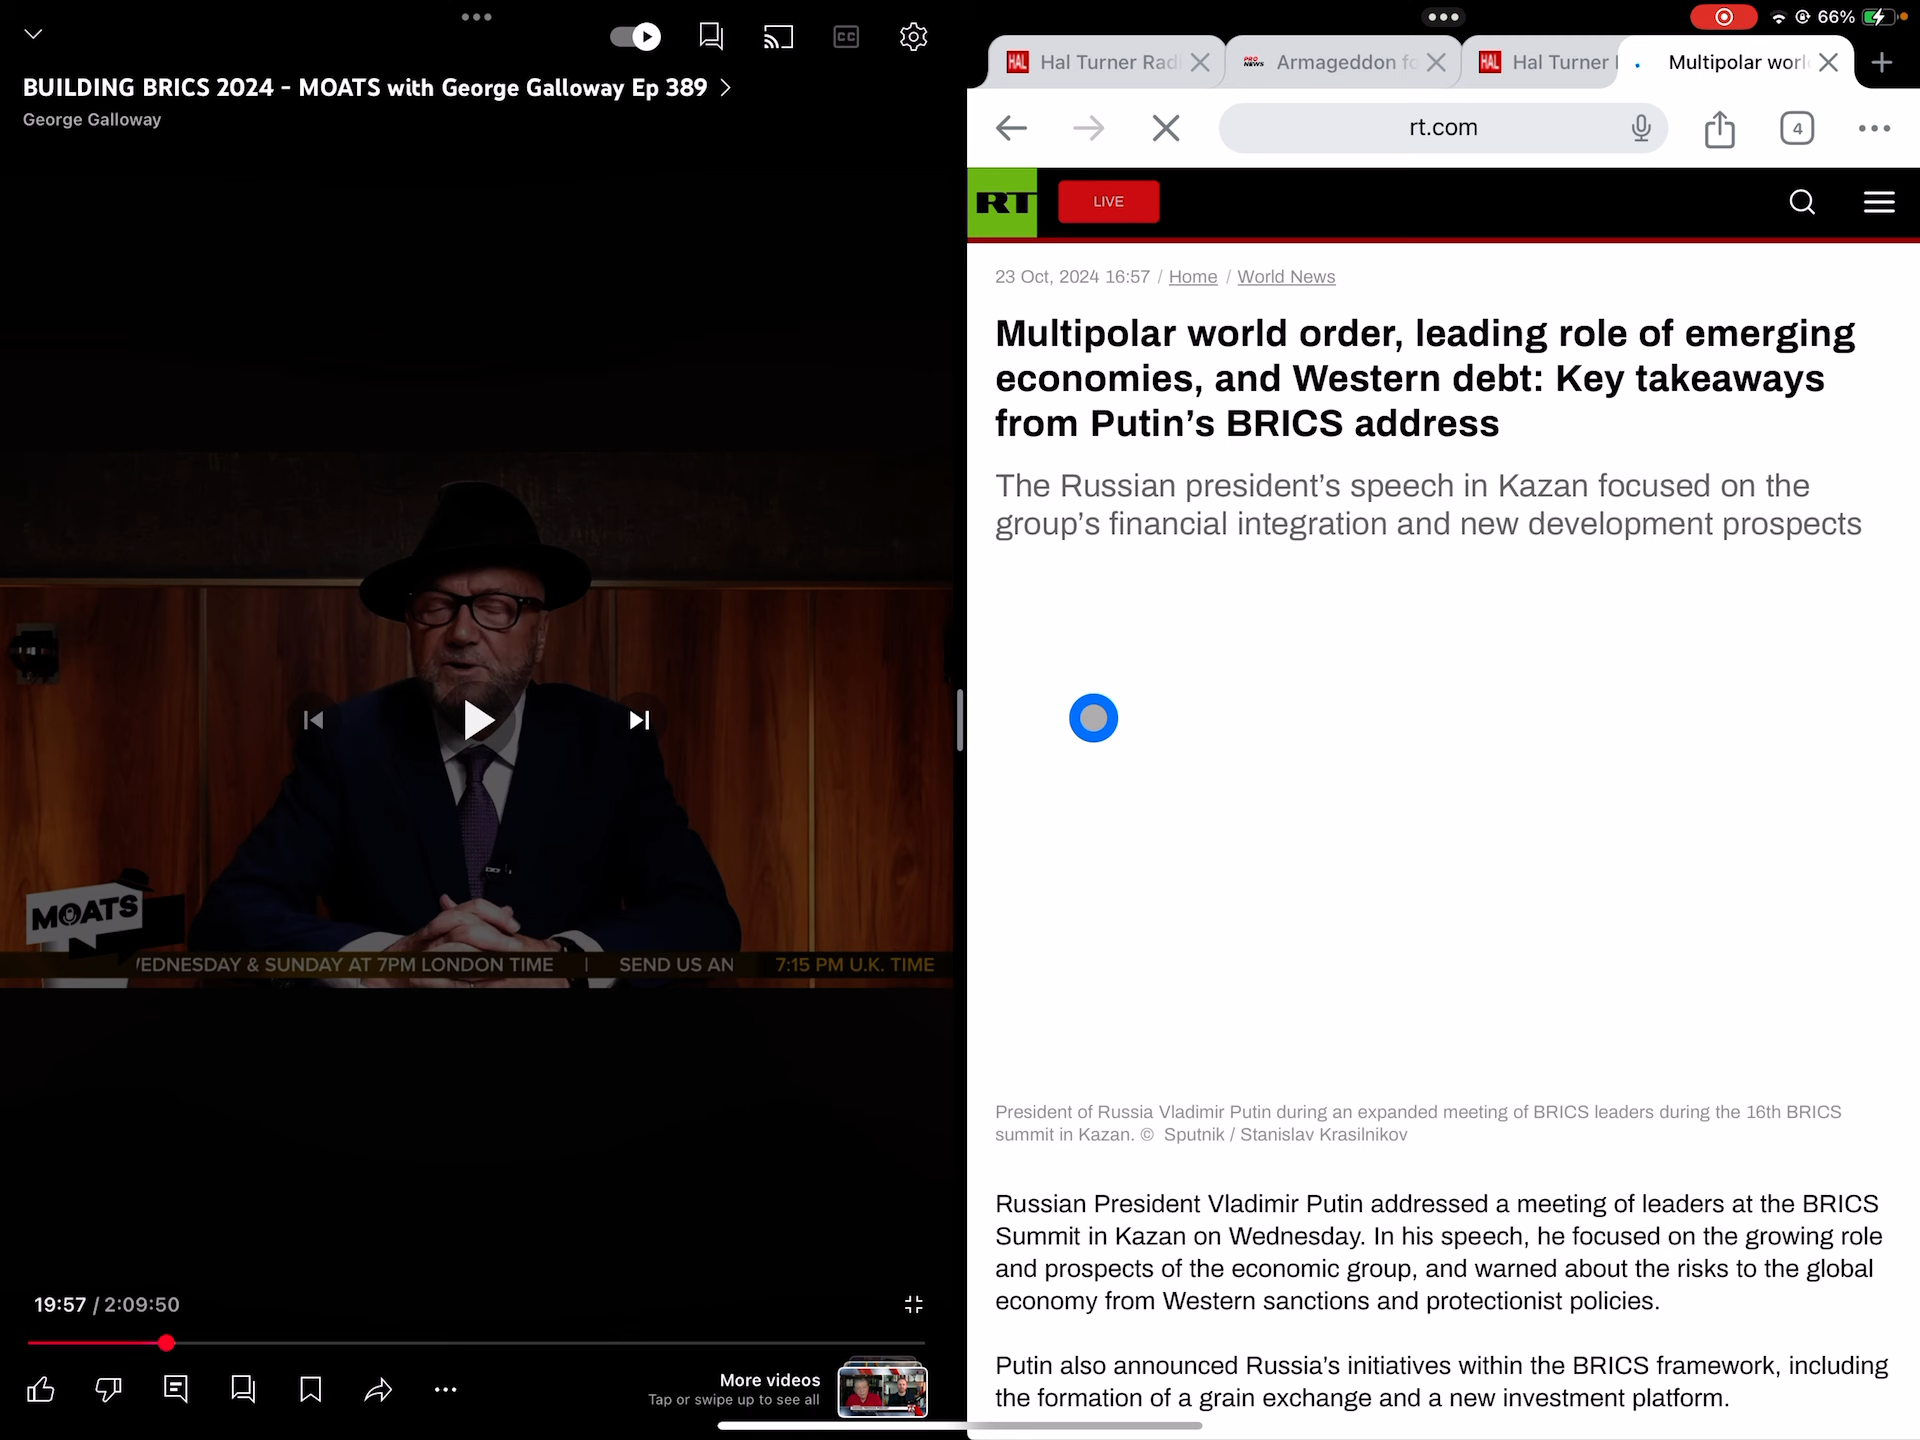 BUILDING BRICS 2024 - MOATS with George Galloway Ep 389
George Galloway
CC
MOATS
EDNESDAY & SUNDAY AT 7PM LONDON TIME | SEND US AN 7:15 PM U.K. TIME
19:57 / 2:09:50
More videos
Tap or swipe up to see all
66%
HAL Hal Turner Rad
PRO NEWS Armageddon fo
HAL Hal Turner
Multipolar worl
rt.com
4
RT
LIVE
23 Oct, 2024 16:57 / Home / World News
Multipolar world order, leading role of emerging
economies, and Western debt: Key takeaways
from Putin’s BRICS address
The Russian president’s speech in Kazan focused on the
group’s financial integration and new development prospects
President of Russia Vladimir Putin during an expanded meeting of BRICS leaders during the 16th BRICS
summit in Kazan. © Sputnik / Stanislav Krasilnikov
Russian President Vladimir Putin addressed a meeting of leaders at the BRICS
Summit in Kazan on Wednesday. In his speech, he focused on the growing role
and prospects of the economic group, and warned about the risks to the global
economy from Western sanctions and protectionist policies.
Putin also announced Russia’s initiatives within the BRICS framework, including
the formation of a grain exchange and a new investment platform.